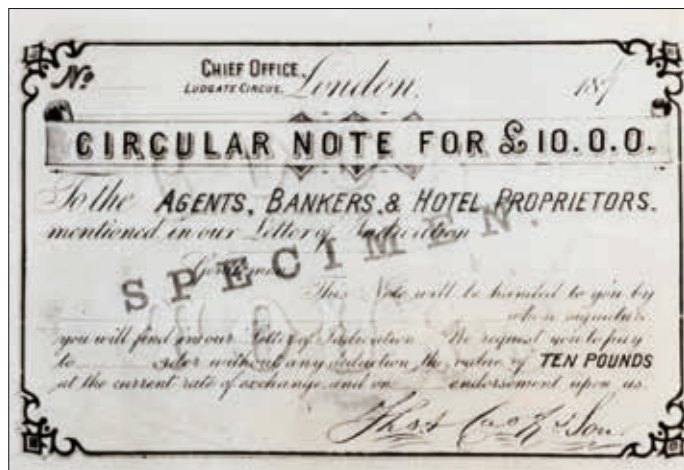 No. CHIEF OFFICE,
LUDGATE CIRCUS. London, 187
CIRCULAR NOTE FOR £10.0.0.
To the AGENTS, BANKERS, & HOTEL PROPRIETORS.
mentioned in our Letter of Indication
SPECIMEN.
Gentlemen
This Note will be handed to you by
whose signature
you will find in our Letter of Indication. We request you to pay
to order without any deduction the value of TEN POUNDS
at the current rate of exchange, and on endorsement upon us.
Thos Cook & Son.